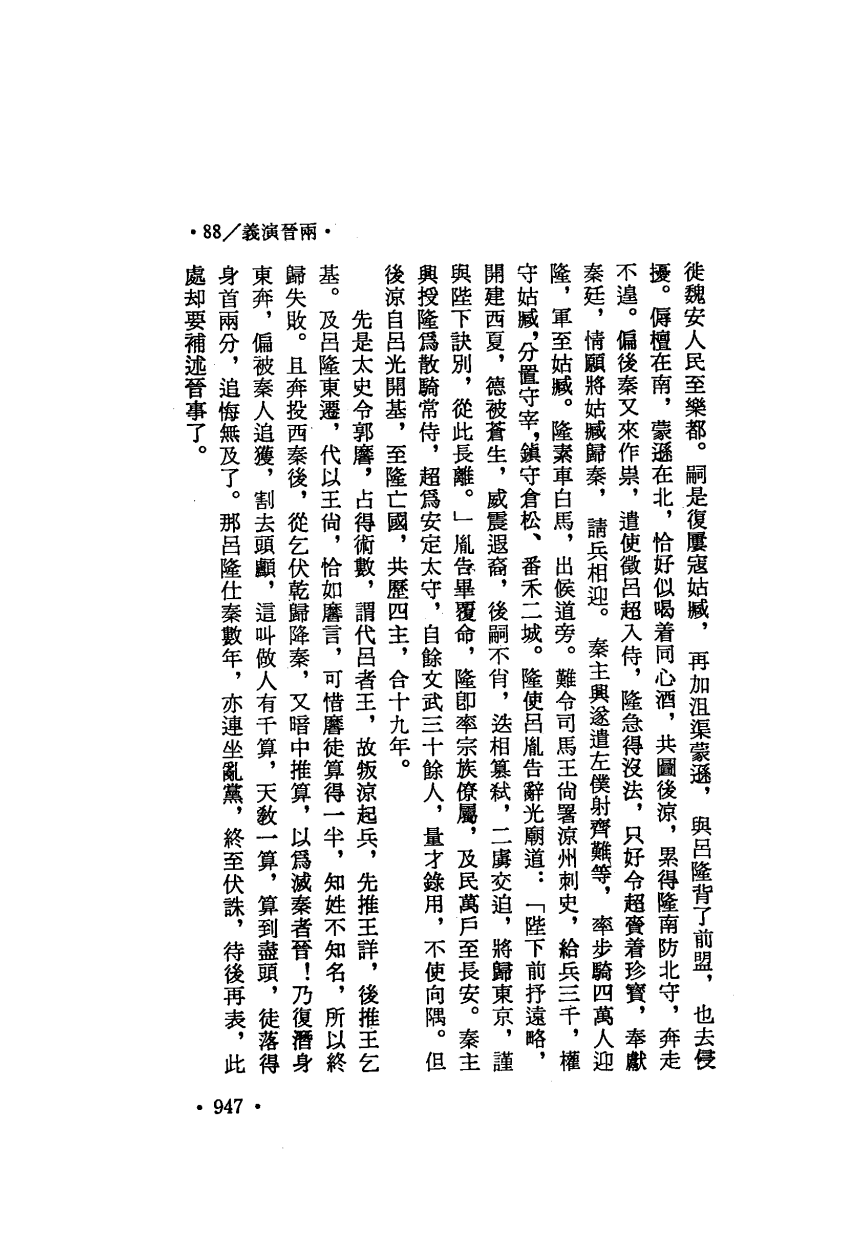 •88/義演晉兩•
徙魏安人民至樂都。嗣是復屢寇姑臧，再加沮渠蒙遜，與呂隆背了前盟，也去侵
擾。傉檀在南，蒙遜在北，恰好似喝着同心酒，共圖後涼，累得隆南防北守，奔走
不遑。偏後秦又來作祟，遣使徵呂超入侍，隆急得沒法，只好令超賫着珍寶，奉獻
秦廷，情願將姑臧歸秦，請兵相迎。秦主興遂遣左僕射齊難等，率步騎四萬人迎
隆，軍至姑臧。隆素車白馬，出候道旁。難令司馬王尙署涼州刺史，給兵三千，權
守姑臧，分置守宰，鎮守倉松、番禾二城。隆使呂胤告辭光廟道：「陛下前抒遠略，
開建西夏，德被蒼生，威震遐裔，後嗣不肖，迭相篡弒，二虜交迫，將歸東京，謹
與陛下訣別，從此長離。」胤告畢覆命，隆卽率宗族僚屬，及民萬戶至長安。秦主
興授隆爲散騎常侍，超爲安定太守，自餘文武三十餘人，量才錄用，不使向隅。但
後涼自呂光開基，至隆亡國，共歷四主，合十九年。
先是太史令郭黁，占得術數，謂代呂者王，故叛涼起兵，先推王詳，後推王乞
基。及呂隆東遷，代以王尙，恰如黁言，可惜黁徒算得一半，知姓不知名，所以終
歸失敗。且奔投西秦後，從乞伏乾歸降秦，又暗中推算，以爲滅秦者晉！乃復潛身
東奔，偏被秦人追獲，割去頭顱，這叫做人有千算，天敎一算，算到盡頭，徒落得
身首兩分，追悔無及了。那呂隆仕秦數年，亦連坐亂黨，終至伏誅，待後再表，此
處却要補述晉事了。
•947•